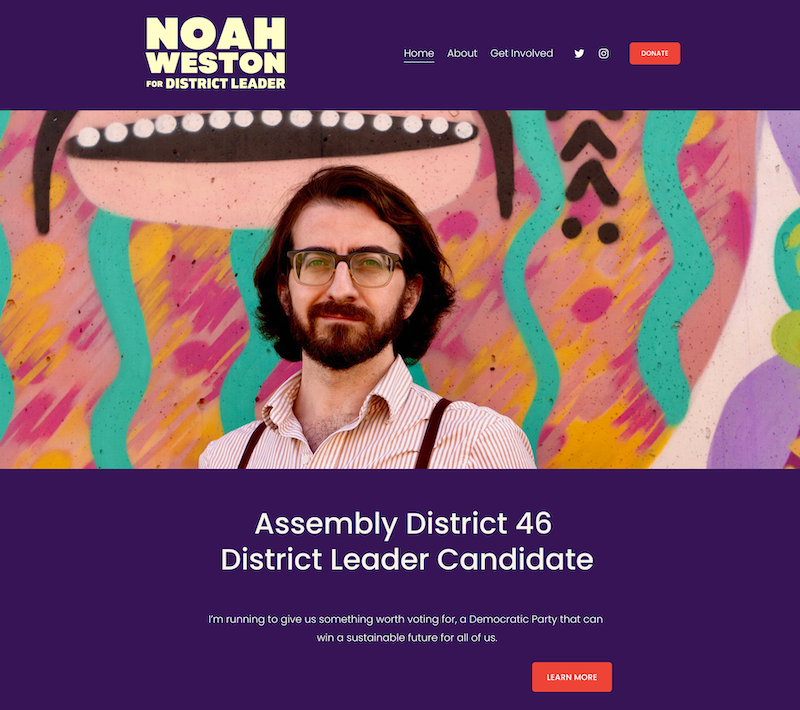 NOAH
WESTON
FOR DISTRICT LEADER
Home About Get Involved DONATE
Assembly District 46
District Leader Candidate
I'm running to give us something worth voting for, a Democratic Party that can
win a sustainable future for all of us.
LEARN MORE